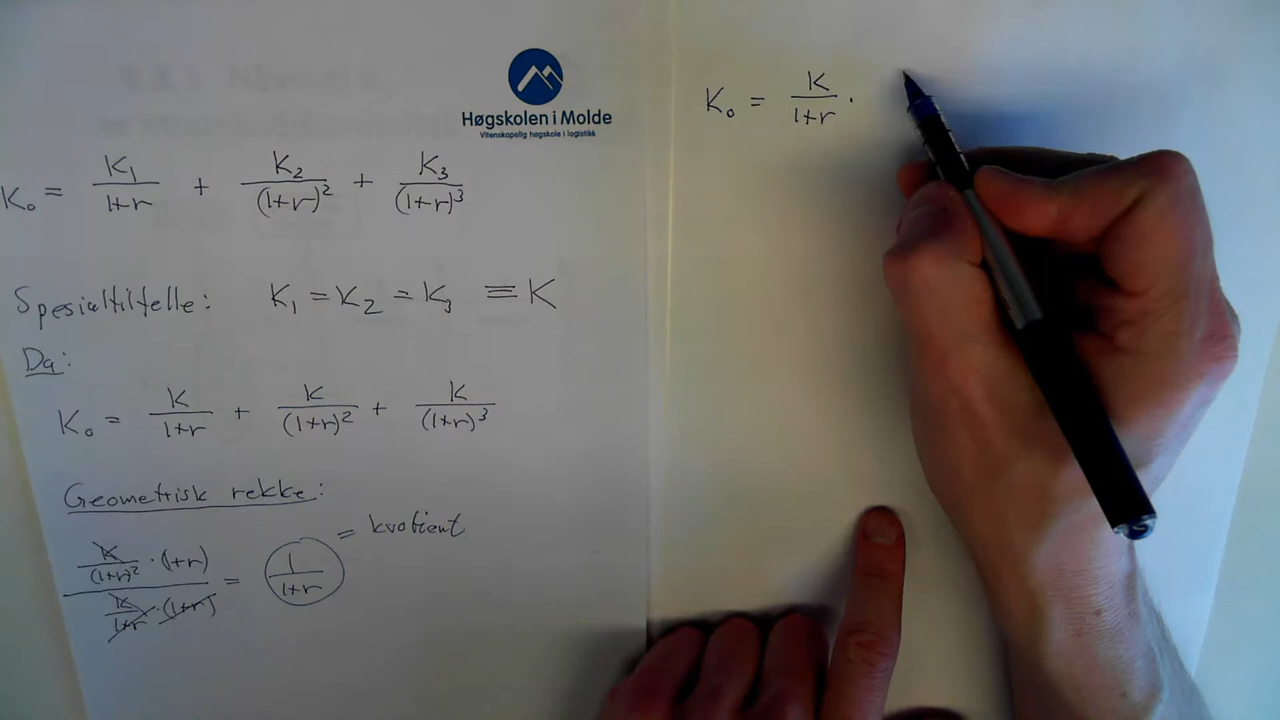 Høgskolen i Molde
Vitenskapelig høgskole i logistikk
K₀ = K₁/(1+r) + K₂/(1+r)² + K₃/(1+r)³
Spesialtilfelle: K₁ = K₂ = K₃ ≡ K
Da:
K₀ = K/(1+r) + K/(1+r)² + K/(1+r)³
Geometrisk rekke:
K/(1+r)² · (1+r) / K/(1+r) · (1+r) = 1/(1+r) = kvotient
K₀ = K/(1+r) ·